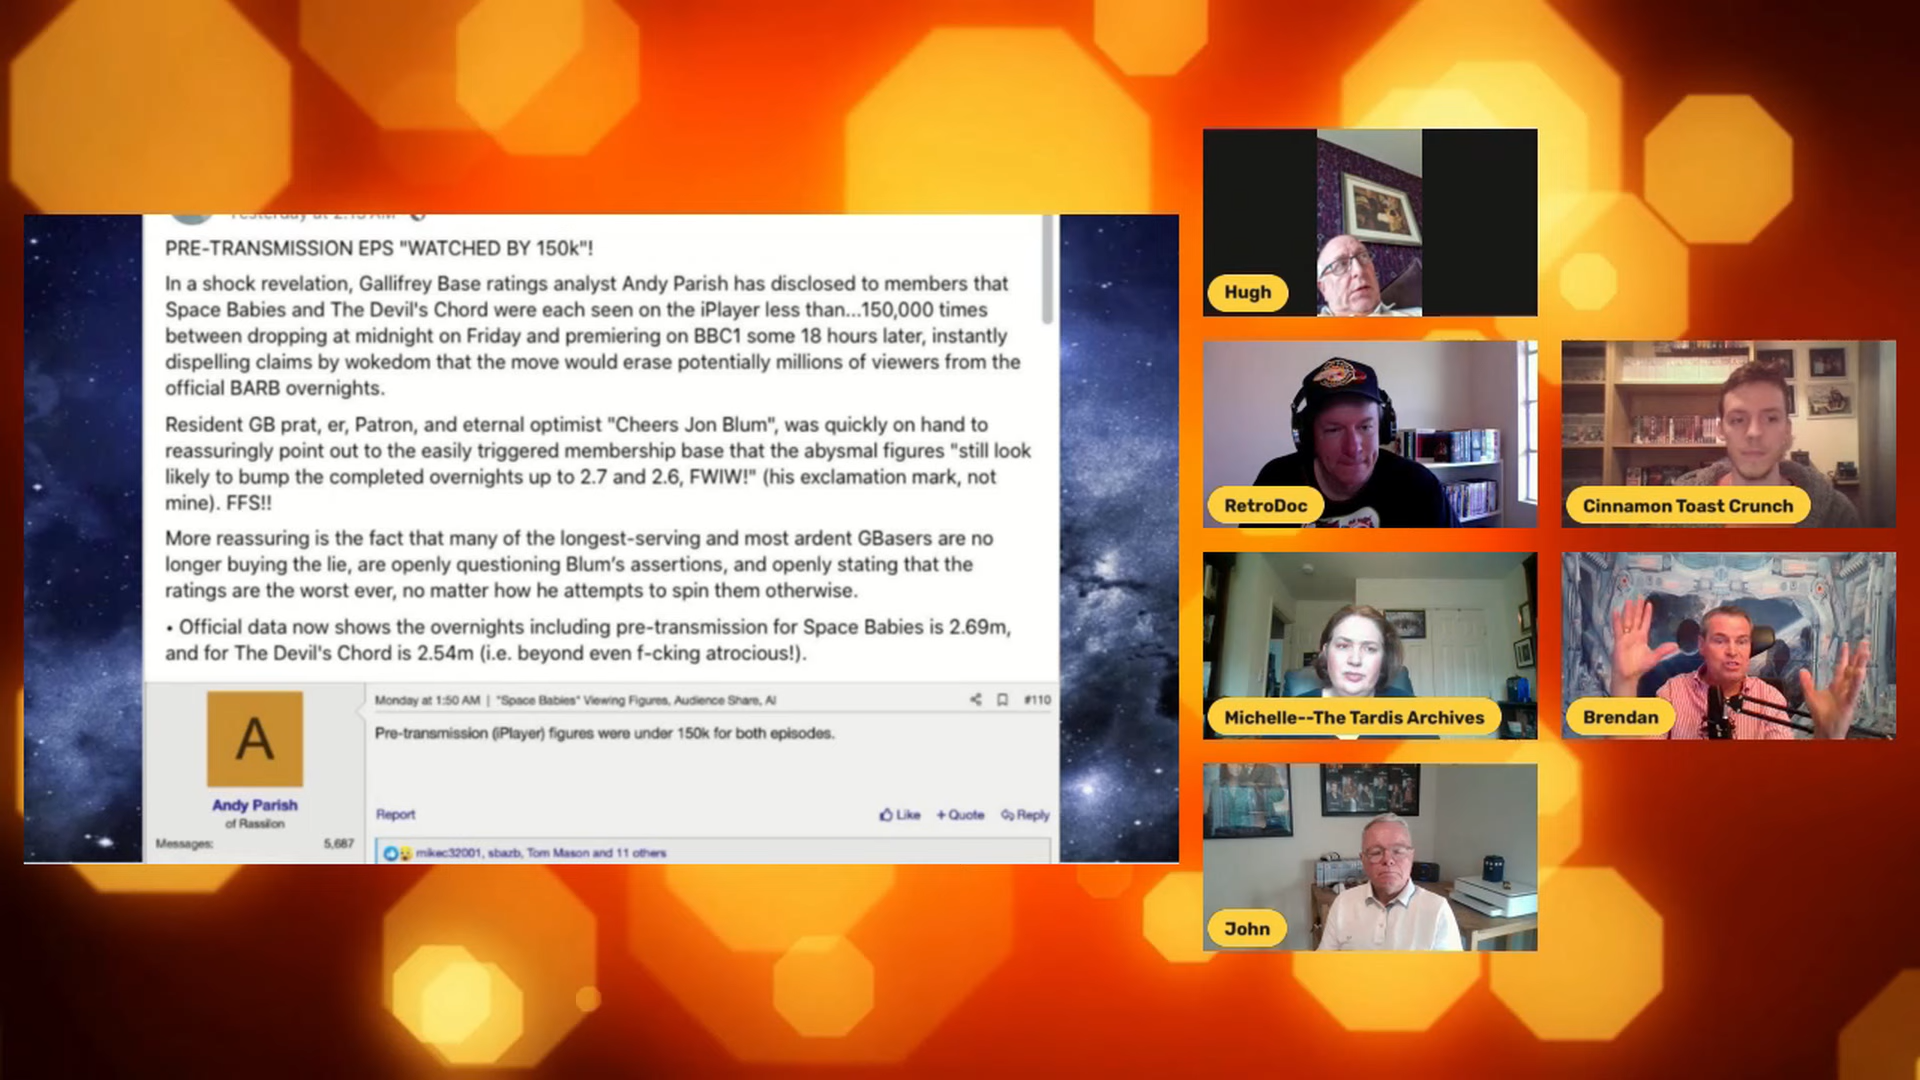 Yesterday at 2:13 AM
PRE-TRANSMISSION EPS "WATCHED BY 150k"!
In a shock revelation, Gallifrey Base ratings analyst Andy Parish has disclosed to members that
Space Babies and The Devil's Chord were each seen on the iPlayer less than...150,000 times
between dropping at midnight on Friday and premiering on BBC1 some 18 hours later, instantly
dispelling claims by wokedom that the move would erase potentially millions of viewers from the
official BARB overnights.
Resident GB prat, er, Patron, and eternal optimist "Cheers Jon Blum", was quickly on hand to
reassuringly point out to the easily triggered membership base that the abysmal figures "still look
likely to bump the completed overnights up to 2.7 and 2.6, FWIW!" (his exclamation mark, not
mine). FFS!!
More reassuring is the fact that many of the longest-serving and most ardent GBasers are no
longer buying the lie, are openly questioning Blum's assertions, and openly stating that the
ratings are the worst ever, no matter how he attempts to spin them otherwise.
• Official data now shows the overnights including pre-transmission for Space Babies is 2.69m,
and for The Devil's Chord is 2.54m (i.e. beyond even f-cking atrocious!).
Monday at 1:50 AM | "Space Babies" Viewing Figures, Audience Share, AI #110
A
Pre-transmission (iPlayer) figures were under 150k for both episodes.
Andy Parish
of Rassilon
Messages: 5,687
Report Like +Quote Reply
mikec32001, sbazb, Tom Mason and 11 others
Hugh
RetroDoc
Cinnamon Toast Crunch
Michelle--The Tardis Archives
Brendan
John